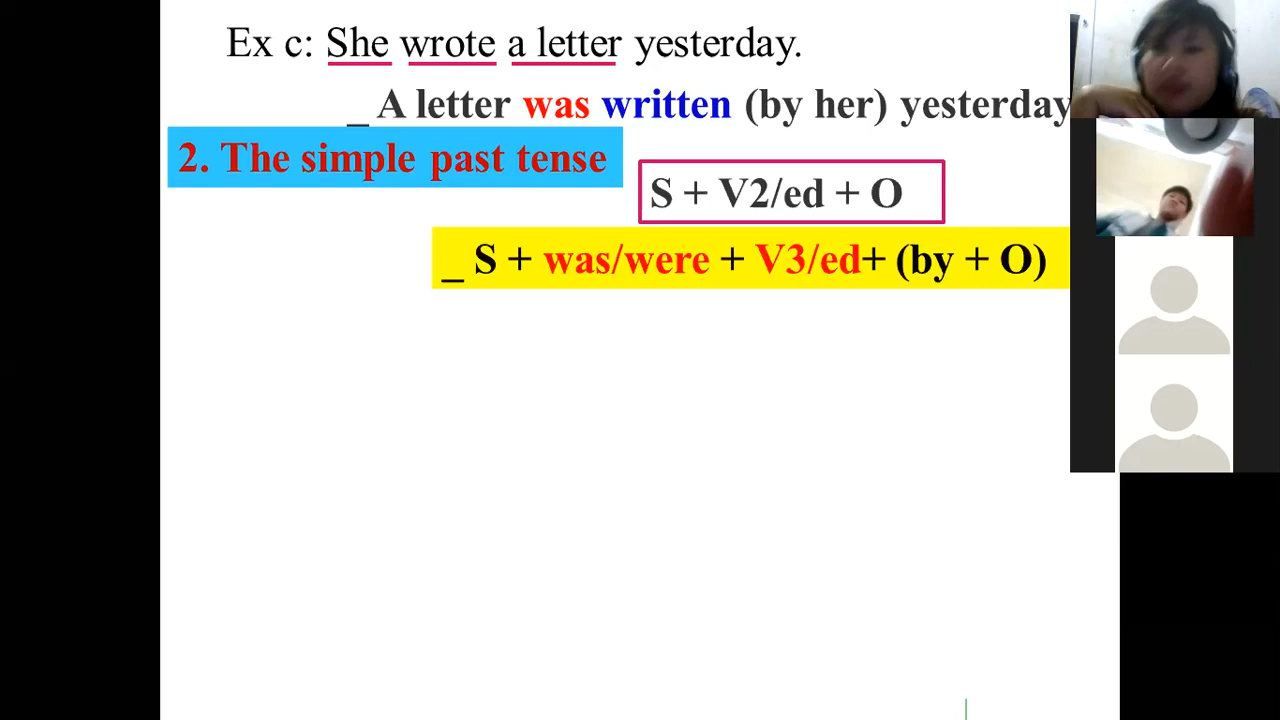 Ex c: She wrote a letter yesterday.
_ A letter was written (by her) yesterday
2. The simple past tense
S + V2/ed + O
_ S + was/were + V3/ed+ (by + O)